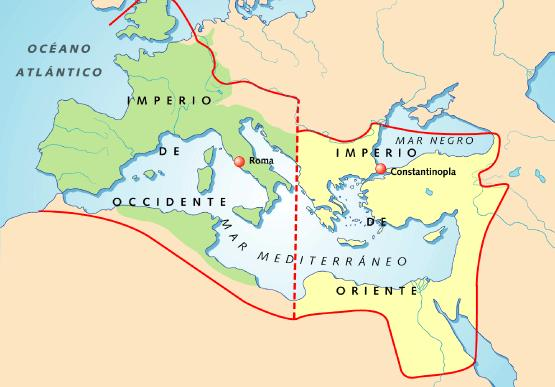 OCÉANO
ATLÁNTICO
IMPERIO
DE
OCCIDENTE
Roma
MAR NEGRO
IMPERIO
Constantinopla
DE
ORIENTE
MAR MEDITERRÁNEO